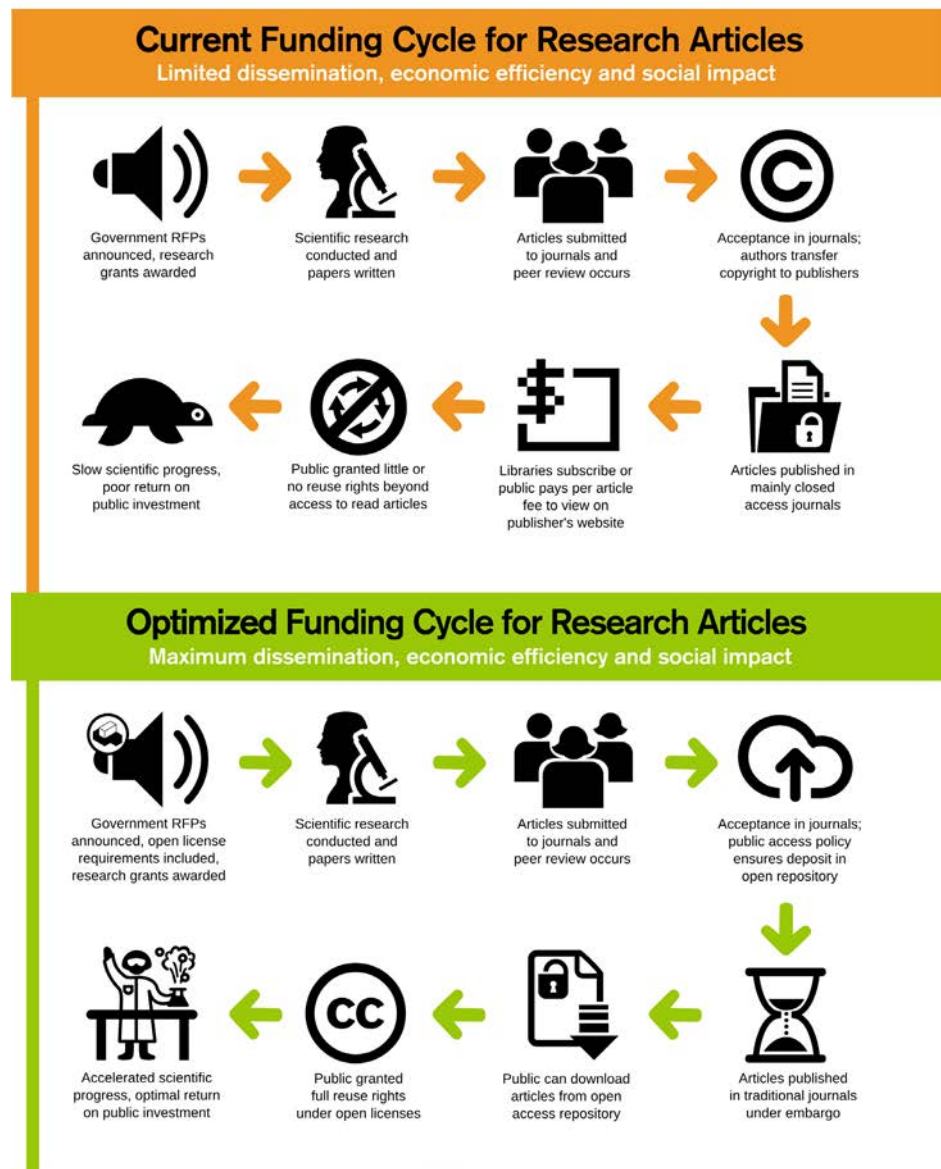 Current Funding Cycle for Research Articles
Limited dissemination, economic efficiency and social impact
Government RFPs
announced, research
grants awarded
Scientific research
conducted and
papers written
Articles submitted
to journals and
peer review occurs
C
Acceptance in journals;
authors transfer
copyright to publishers
Slow scientific progress,
poor return on
public investment
Public granted little or
no reuse rights beyond
access to read articles
$
Libraries subscribe or
public pays per article
fee to view on
publisher's website
Articles published in
mainly closed
access journals
Optimized Funding Cycle for Research Articles
Maximum dissemination, economic efficiency and social impact
Government RFPs
announced, open license
requirements included,
research grants awarded
Scientific research
conducted and
papers written
Articles submitted
to journals and
peer review occurs
Acceptance in journals;
public access policy
ensures deposit in
open repository
Accelerated scientific
progress, optimal return
on public investment
CC
Public granted
full reuse rights
under open licenses
Public can download
articles from open
access repository
Articles published
in traditional journals
under embargo